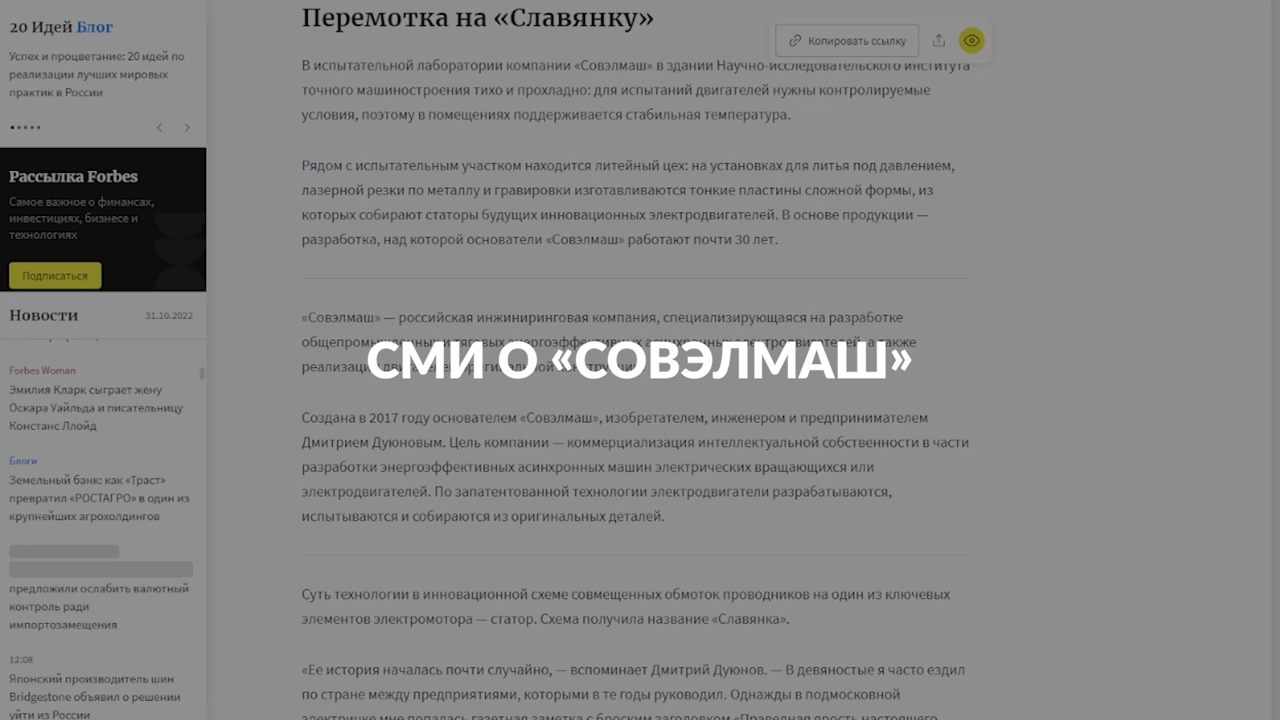 20 Идей Блог
Успех и процветание: 20 идей по
реализации лучших мировых
практик в России
Рассылка Forbes
Самое важное о финансах,
инвестициях, бизнесе и
технологиях
Подписаться
Новости
31.10.2022
Forbes Woman
Эмилия Кларк сыграет жену
Оскара Уайльда и писательницу
Констанс Ллойд
Блоги
Земельный банк: как «Траст»
превратил «РОСТАГРО» в один из
крупнейших агрохолдингов
предложили ослабить валютный
контроль ради
импортозамещения
12:08
Японский производитель шин
Bridgestone объявил о решении
уйти из России
Перемотка на «Славянку»
Копировать ссылку
В испытательной лаборатории компании «Совэлмаш» в здании Научно-исследовательского института
точного машиностроения тихо и прохладно: для испытаний двигателей нужны контролируемые
условия, поэтому в помещениях поддерживается стабильная температура.
Рядом с испытательным участком находится литейный цех: на установках для литья под давлением,
лазерной резки по металлу и гравировки изготавливаются тонкие пластины сложной формы, из
которых собирают статоры будущих инновационных электродвигателей. В основе продукции —
разработка, над которой основатели «Совэлмаш» работают почти 30 лет.
«Совэлмаш» — российская инжиниринговая компания, специализирующаяся на разработке
общепромышленных и тяговых энергоэффективных асинхронных электродвигателей, а также
СМИ О «СОВЭЛМАШ»
Создана в 2017 году основателем «Совэлмаш», изобретателем, инженером и предпринимателем
Дмитрием Дуюновым. Цель компании — коммерциализация интеллектуальной собственности в части
разработки энергоэффективных асинхронных машин электрических вращающихся или
электродвигателей. По запатентованной технологии электродвигатели разрабатываются,
испытываются и собираются из оригинальных деталей.
Суть технологии в инновационной схеме совмещенных обмоток проводников на один из ключевых
элементов электромотора — статор. Схема получила название «Славянка».
«Ее история началась почти случайно, — вспоминает Дмитрий Дуюнов. — В девяностые я часто ездил
по стране между предприятиями, которыми в те годы руководил. Однажды в подмосковной
электричке мне попалась газетная заметка с броским заголовком «Праведная ярость настоящего